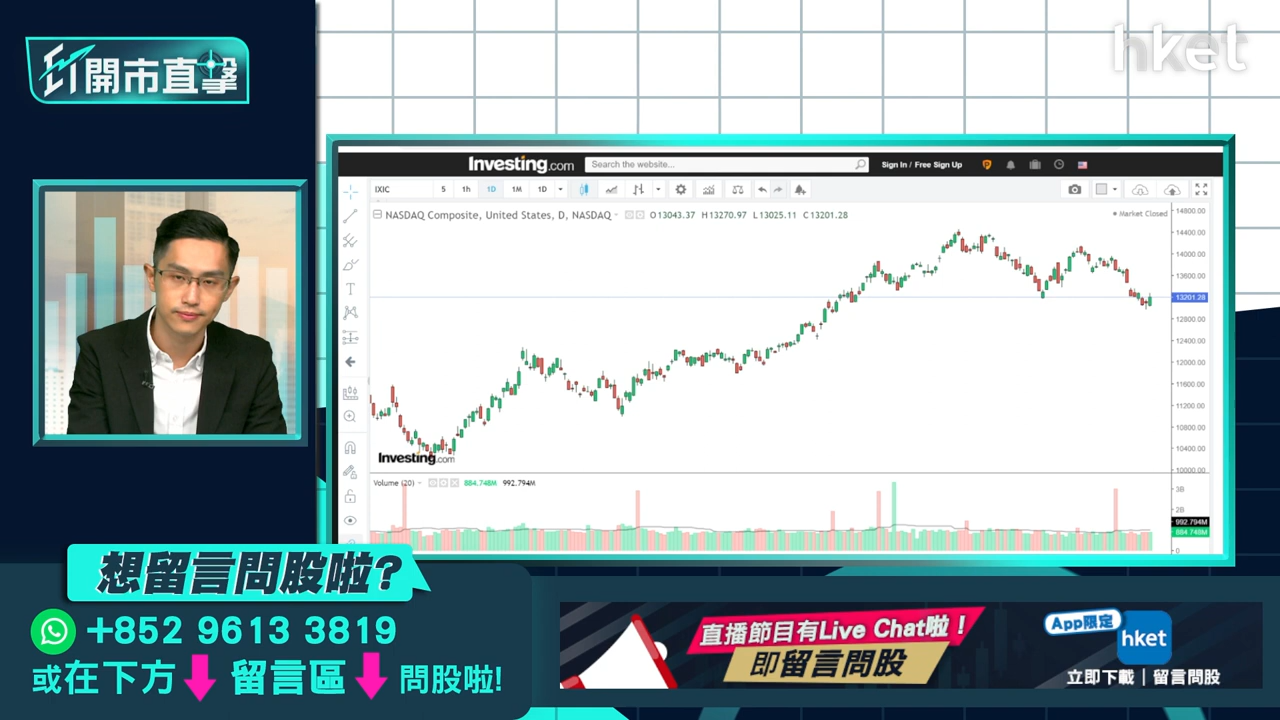 開市直擊
hket
Investing.com
Search the website...
Sign In / Free Sign Up
IXIC
5
1h
1D
1M
1D
NASDAQ Composite, United States, D, NASDAQ
O13043.37 H13270.97 L13025.11 C13201.28
Market Closed
14800.00
14400.00
14000.00
13600.00
13201.28
12800.00
12400.00
12000.00
11600.00
11200.00
10800.00
10400.00
10000.00
Investing.com
Volume (20)
884.748M 992.794M
3B
2B
992.794M
884.748M
0
想留言問股啦?
+852 9613 3819
或在下方 留言區 問股啦!
直播節目有Live Chat啦！
即留言問股
App限定
hket
立即下載｜留言問股